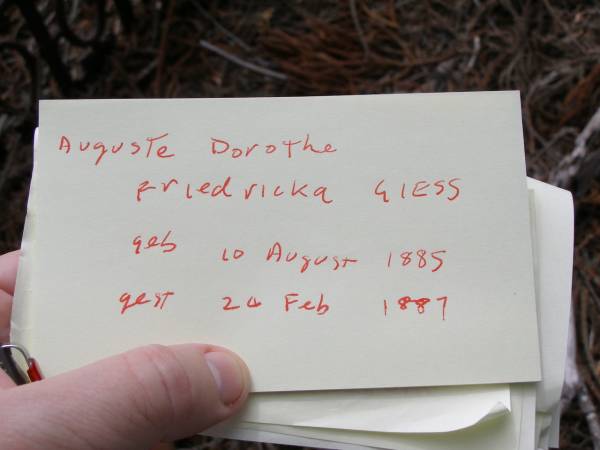 Auguste Dorothe
Friedricka GIESS
geb 10 August 1885
gest 24 Feb 1887